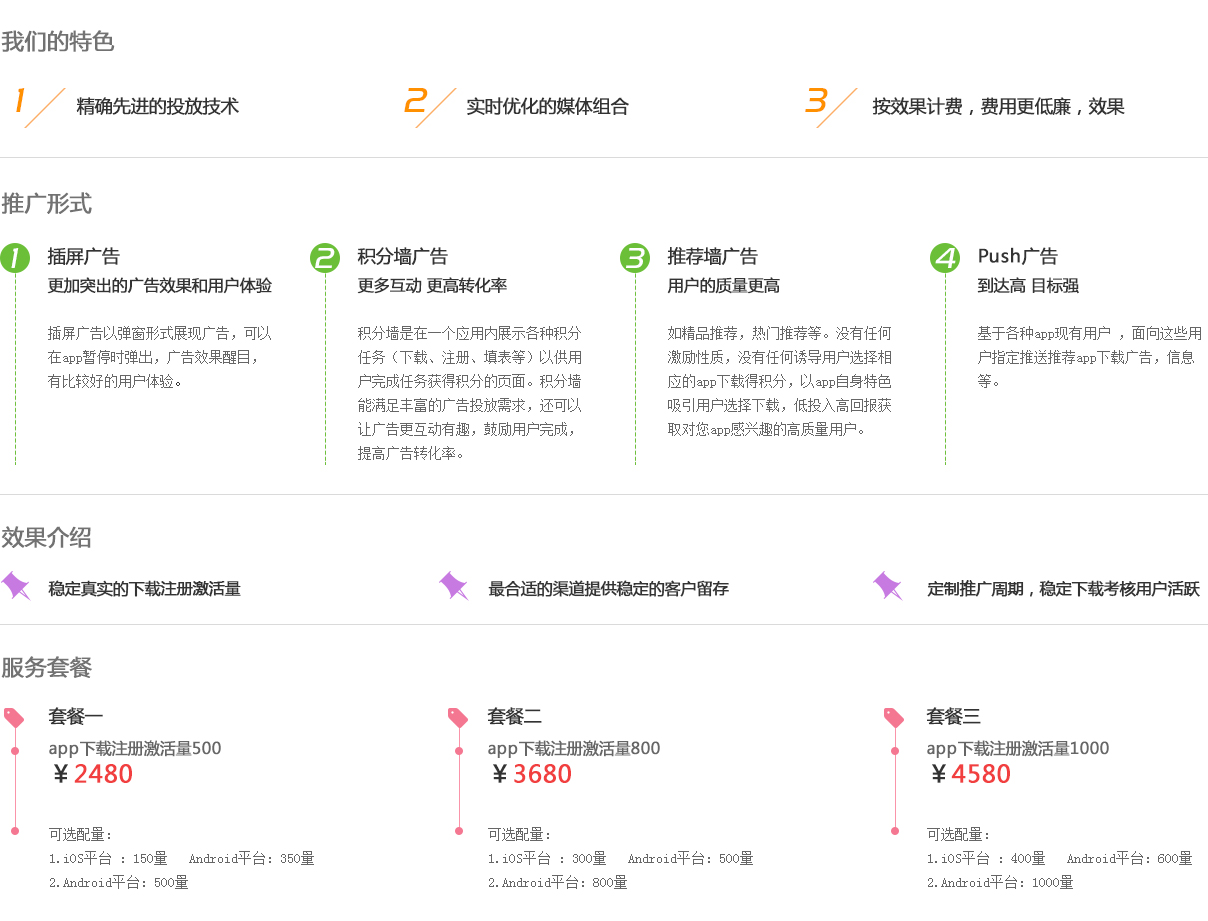 我们的特色
1 精确先进的投放技术
2 实时优化的媒体组合
3 按效果计费，费用更低廉，效果
推广形式
1 插屏广告
更加突出的广告效果和用户体验
插屏广告以弹窗形式展现广告，可以
在app暂停时弹出，广告效果醒目，
有比较好的用户体验。
2 积分墙广告
更多互动 更高转化率
积分墙是在一个应用内展示各种积分
任务（下载、注册、填表等）以供用
户完成任务获得积分的页面。积分墙
能满足丰富的广告投放需求，还可以
让广告更互动有趣，鼓励用户完成，
提高广告转化率。
3 推荐墙广告
用户的质量更高
如精品推荐，热门推荐等。没有任何
激励性质，没有任何诱导用户选择相
应的app下载得积分，以app自身特色
吸引用户选择下载，低投入高回报获
取对您app感兴趣的高质量用户。
4 Push广告
到达高 目标强
基于各种app现有用户 ，面向这些用
户指定推送推荐app下载广告，信息
等。
效果介绍
稳定真实的下载注册激活量
最合适的渠道提供稳定的客户留存
定制推广周期，稳定下载考核用户活跃
服务套餐
套餐一
app下载注册激活量500
￥2480
可选配量：
1.iOS平台 ：150量 Android平台：350量
2.Android平台：500量
套餐二
app下载注册激活量800
￥3680
可选配量：
1.iOS平台 ：300量 Android平台：500量
2.Android平台：800量
套餐三
app下载注册激活量1000
￥4580
可选配量：
1.iOS平台 ：400量 Android平台：600量
2.Android平台：1000量